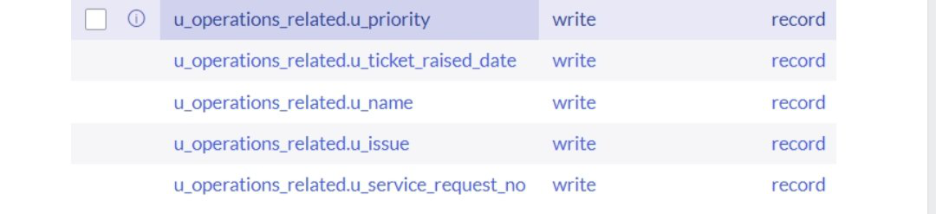 u_operations_related.u_priority write record
u_operations_related.u_ticket_raised_date write record
u_operations_related.u_name write record
u_operations_related.u_issue write record
u_operations_related.u_service_request_no write record